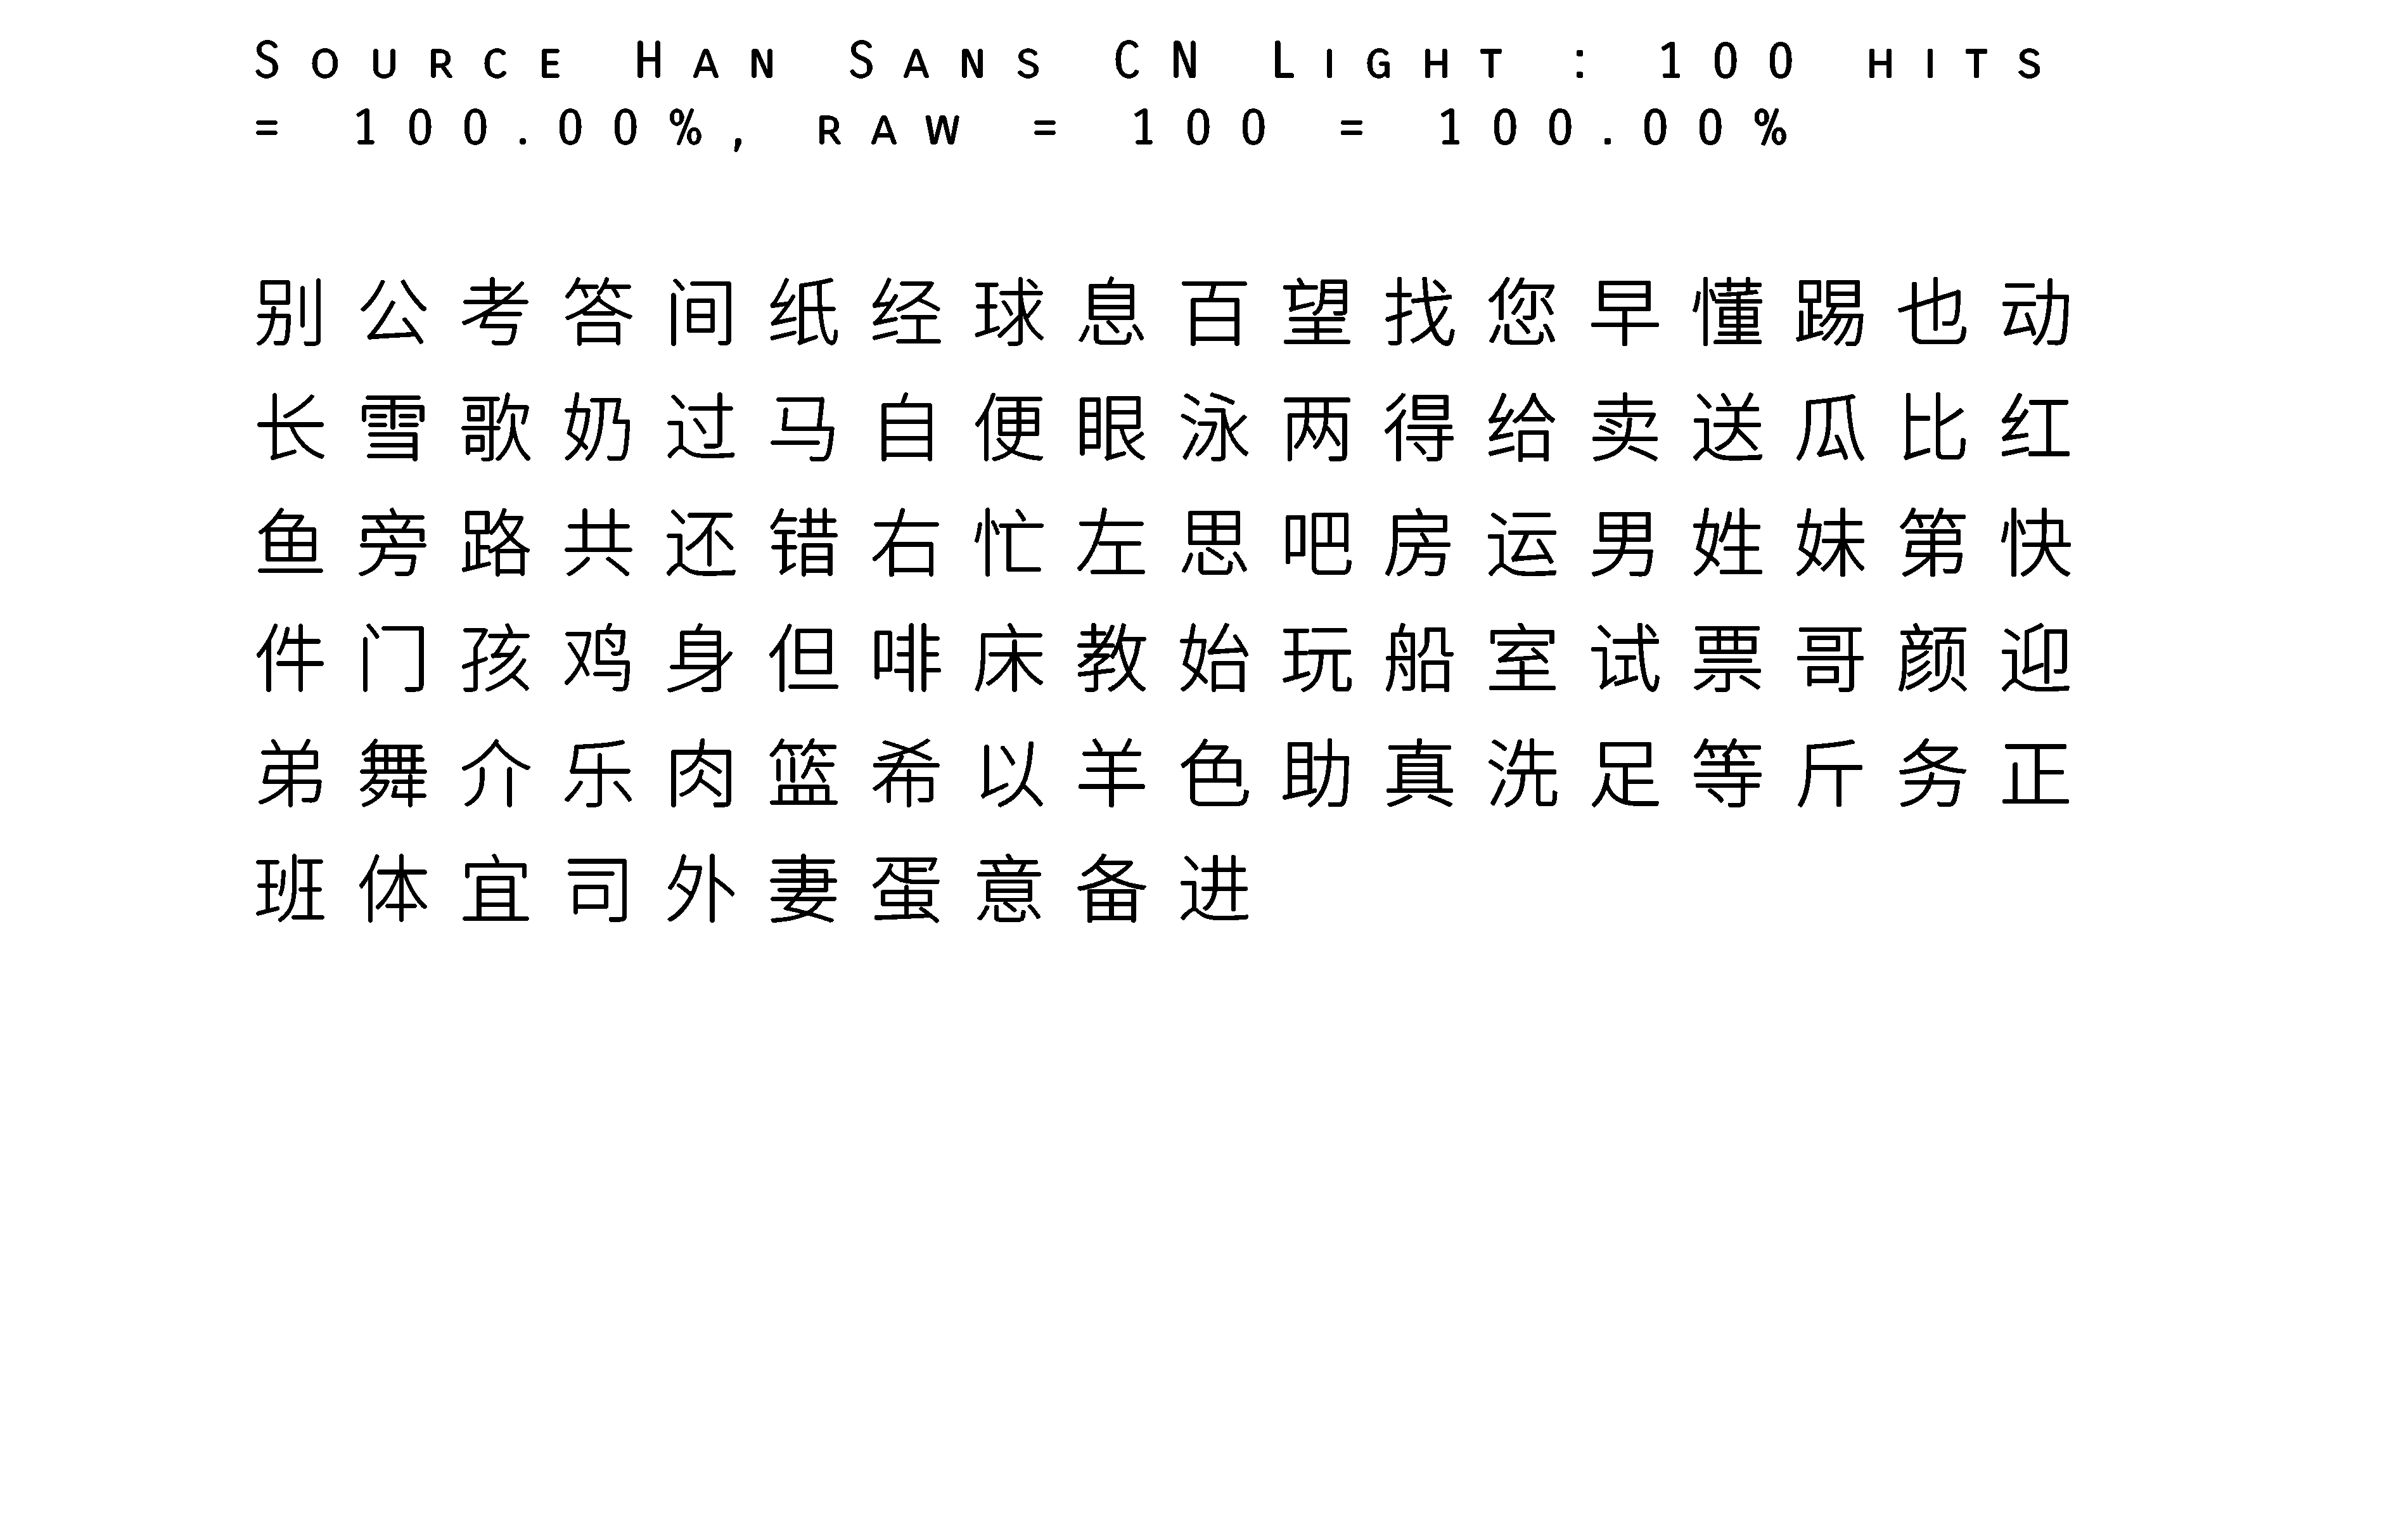 Source Han Sans CN Light : 100 hits
= 100.00%, raw = 100 = 100.00%
别公考答间纸经球息百望找您早懂踢也动
长雪歌奶过马自便眼泳两得给卖送瓜比红
鱼旁路共还错右忙左思吧房运男姓妹第快
件门孩鸡身但啡床教始玩船室试票哥颜迎
弟舞介乐肉篮希以羊色助真洗足等斤务正
班体宜司外妻蛋意备进